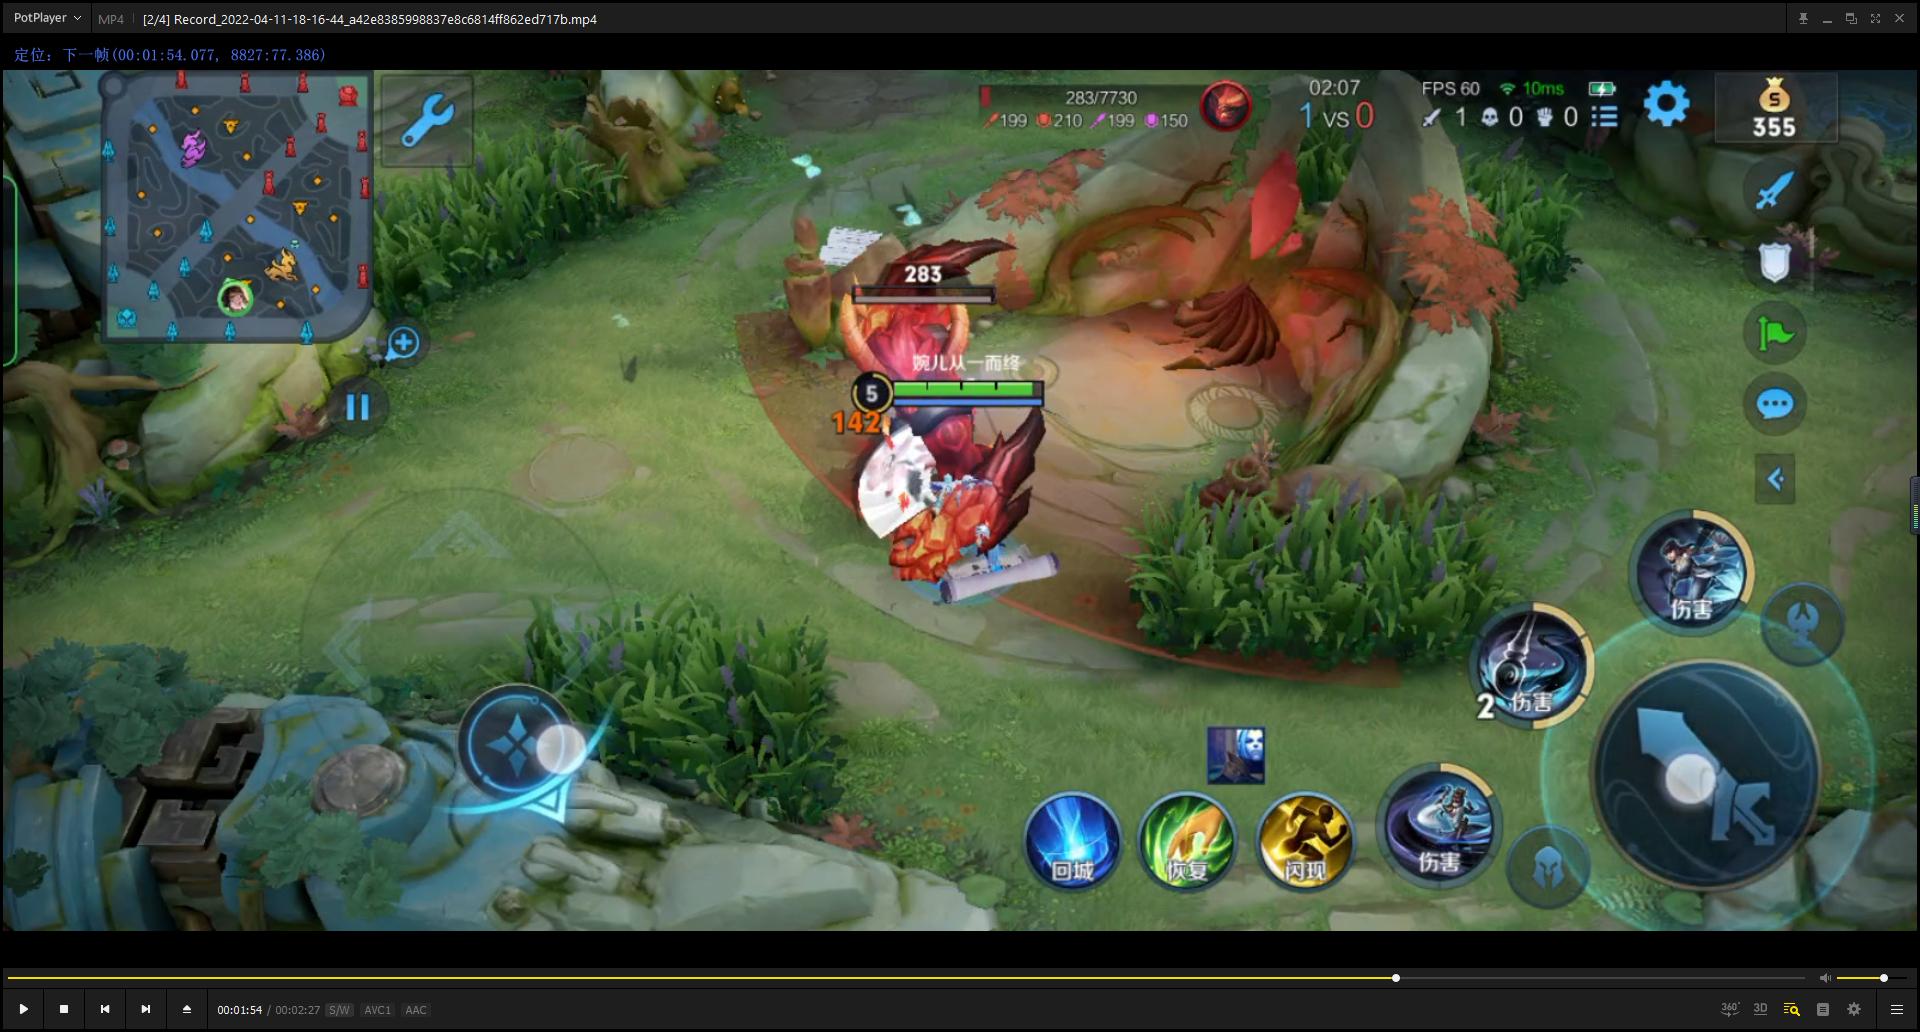 PotPlayer
MP4
[2/4] Record_2022-04-11-18-16-44_a42e8385998837e8c6814ff862ed717b.mp4
定位: 下一帧(00:01:54.077, 8827:77.386)
283/7730
199 210 199 150
02:07
1 VS 0
FPS 60
10ms
1 0 0
355
283
婉儿从一而终
5
142
伤害
2 伤害
伤害
回城
恢复
闪现
00:01:54 / 00:02:27 S/W AVC1 AAC
360°
3D